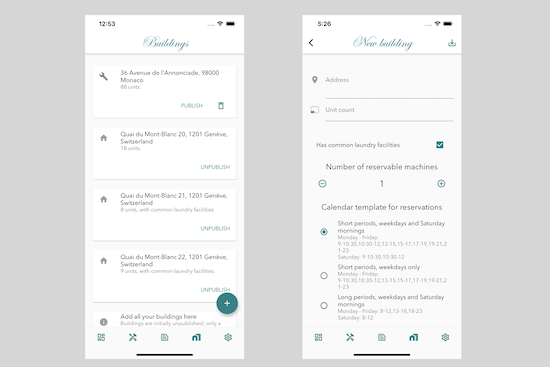 12:53
Buildings
36 Avenue de l'Annonciade, 98000
Monaco
88 units.
PUBLISH
Quai du Mont-Blanc 20, 1201 Genève,
Switzerland
18 units.
UNPUBLISH
Quai du Mont-Blanc 21, 1201 Genève,
Switzerland
8 units, with common laundry facilities.
UNPUBLISH
Quai du Mont-Blanc 22, 1201 Genève,
Switzerland
9 units, with common laundry facilities.
UNPUBLISH
Add all your buildings here
Buildings are initially unpublished, only a
5:26
New building
Address
Unit count
Has common laundry facilities
Number of reservable machines
1
Calendar template for reservations
Short periods, weekdays and Saturday
mornings
Monday - Friday:
9-10:30,10:30-12,13-15,15-17,17-19,19-21,2
1-23
Saturday: 9-10:30,10:30-12
Short periods, weekdays only
Monday - Friday:
9-10:30,10:30-12,13-15,15-17,17-19,19-21,2
1-23
Long periods, weekdays and Saturday
mornings
Monday - Friday: 8-12,13-18,18-23
Saturday: 8-12